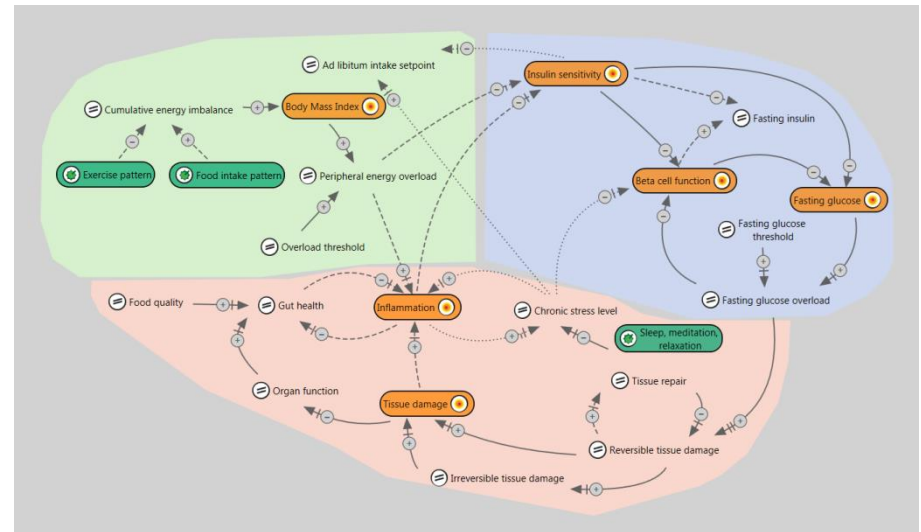 Ad libitum intake setpoint
Insulin sensitivity
Cumulative energy imbalance
Body Mass Index
Fasting insulin
Exercise pattern
Food intake pattern
Peripheral energy overload
Beta cell function
Fasting glucose
Overload threshold
Fasting glucose
threshold
Food quality
Gut health
Inflammation
Chronic stress level
Fasting glucose overload
Sleep, meditation,
relaxation
Organ function
Tissue damage
Tissue repair
Reversible tissue damage
Irreversible tissue damage